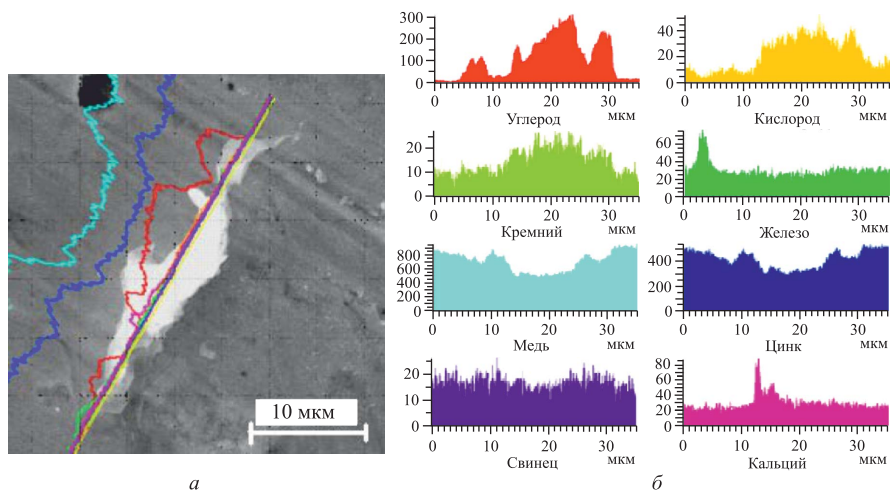 300
200
100
0
0 10 20 30
Углерод мкм
40
20
0
0 10 20 30
Кислород мкм
20
10
0
0 10 20 30
Кремний мкм
60
40
20
0
0 10 20 30
Железо мкм
800
600
400
200
0
0 10 20 30
Медь мкм
400
200
0
0 10 20 30
Цинк мкм
20
10
0
0 10 20 30
Свинец мкм
80
60
40
20
0
0 10 20 30
Кальций мкм
10 мкм
а
б